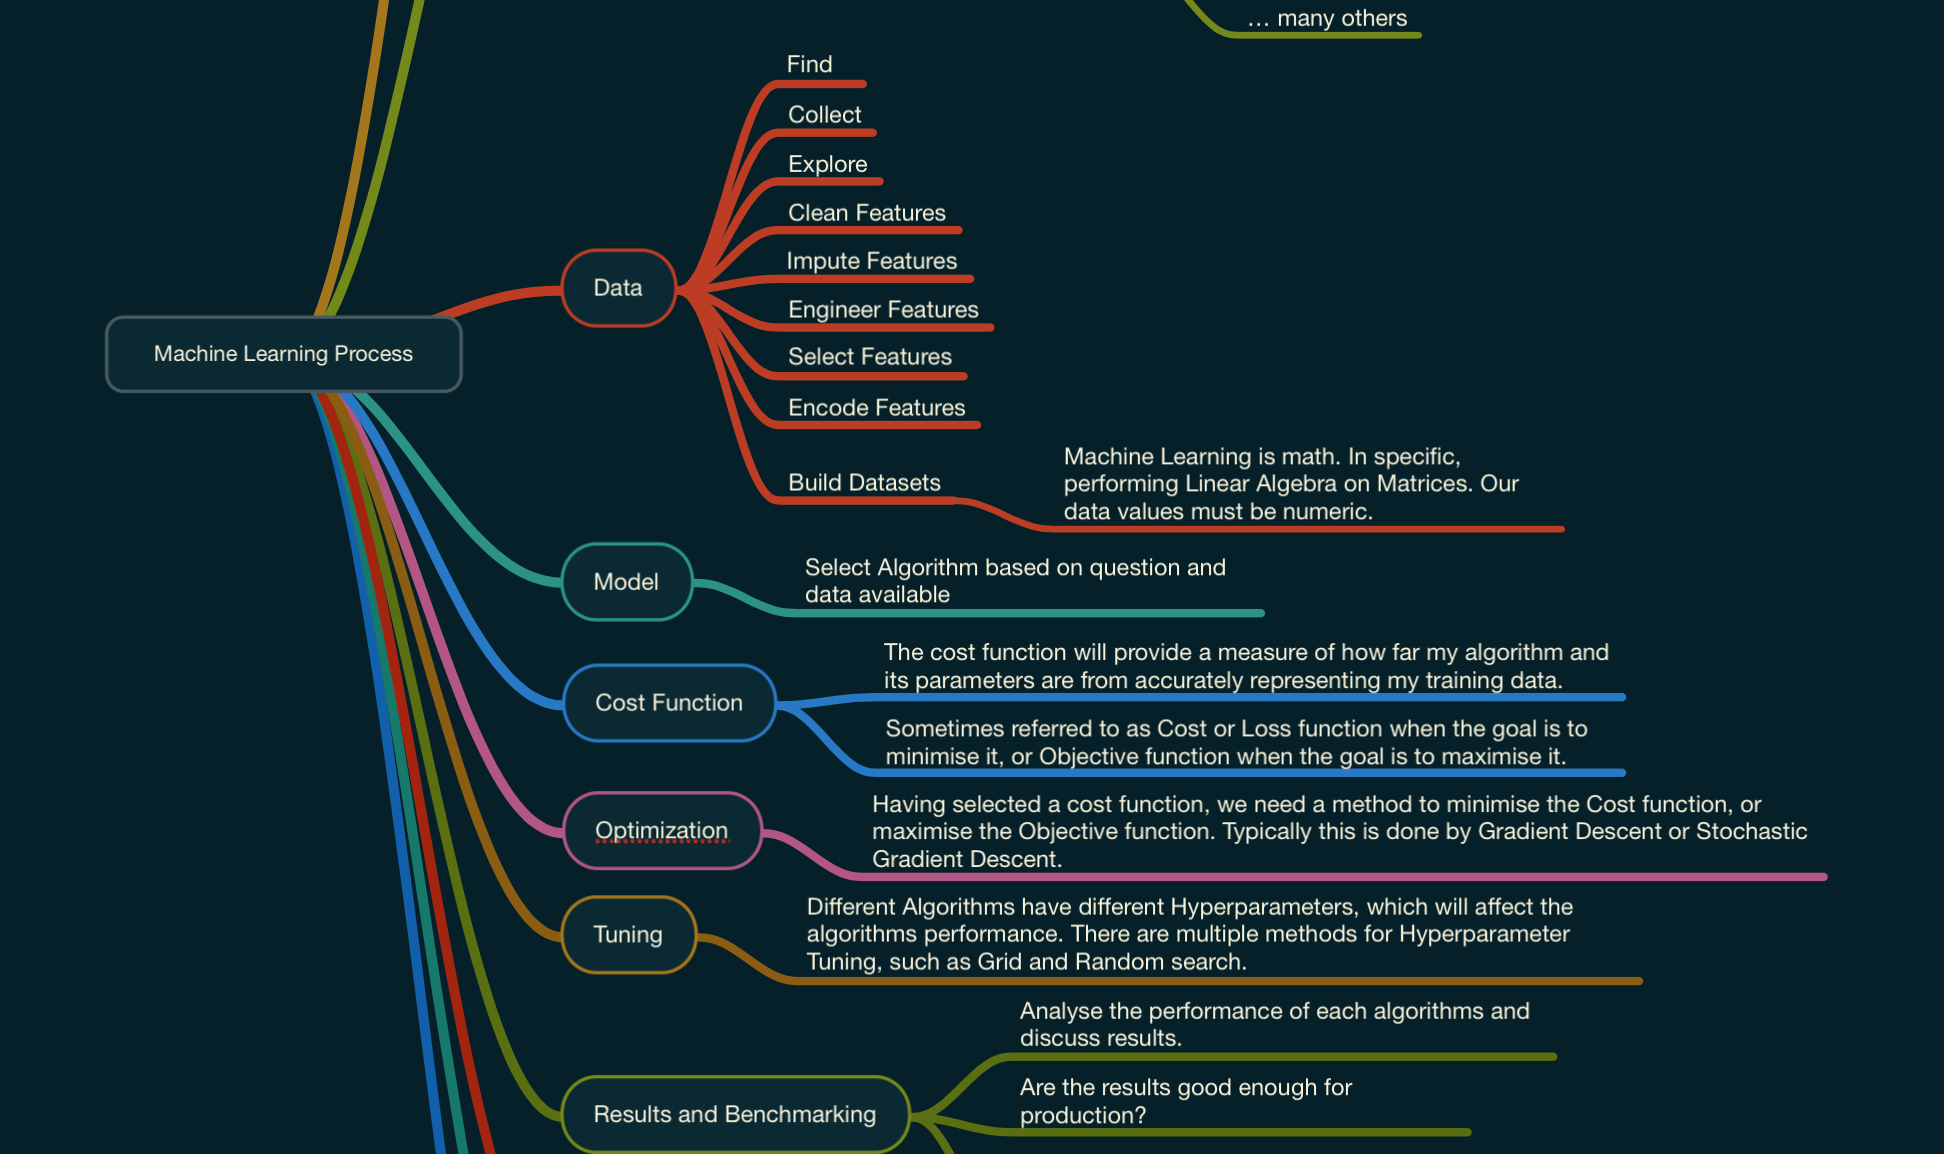 … many others
Find
Collect
Explore
Clean Features
Impute Features
Data
Engineer Features
Machine Learning Process
Select Features
Encode Features
Build Datasets
Machine Learning is math. In specific,
performing Linear Algebra on Matrices. Our
data values must be numeric.
Model
Select Algorithm based on question and
data available
Cost Function
The cost function will provide a measure of how far my algorithm and
its parameters are from accurately representing my training data.
Sometimes referred to as Cost or Loss function when the goal is to
minimise it, or Objective function when the goal is to maximise it.
Optimization
Having selected a cost function, we need a method to minimise the Cost function, or
maximise the Objective function. Typically this is done by Gradient Descent or Stochastic
Gradient Descent.
Tuning
Different Algorithms have different Hyperparameters, which will affect the
algorithms performance. There are multiple methods for Hyperparameter
Tuning, such as Grid and Random search.
Results and Benchmarking
Analyse the performance of each algorithms and
discuss results.
Are the results good enough for
production?